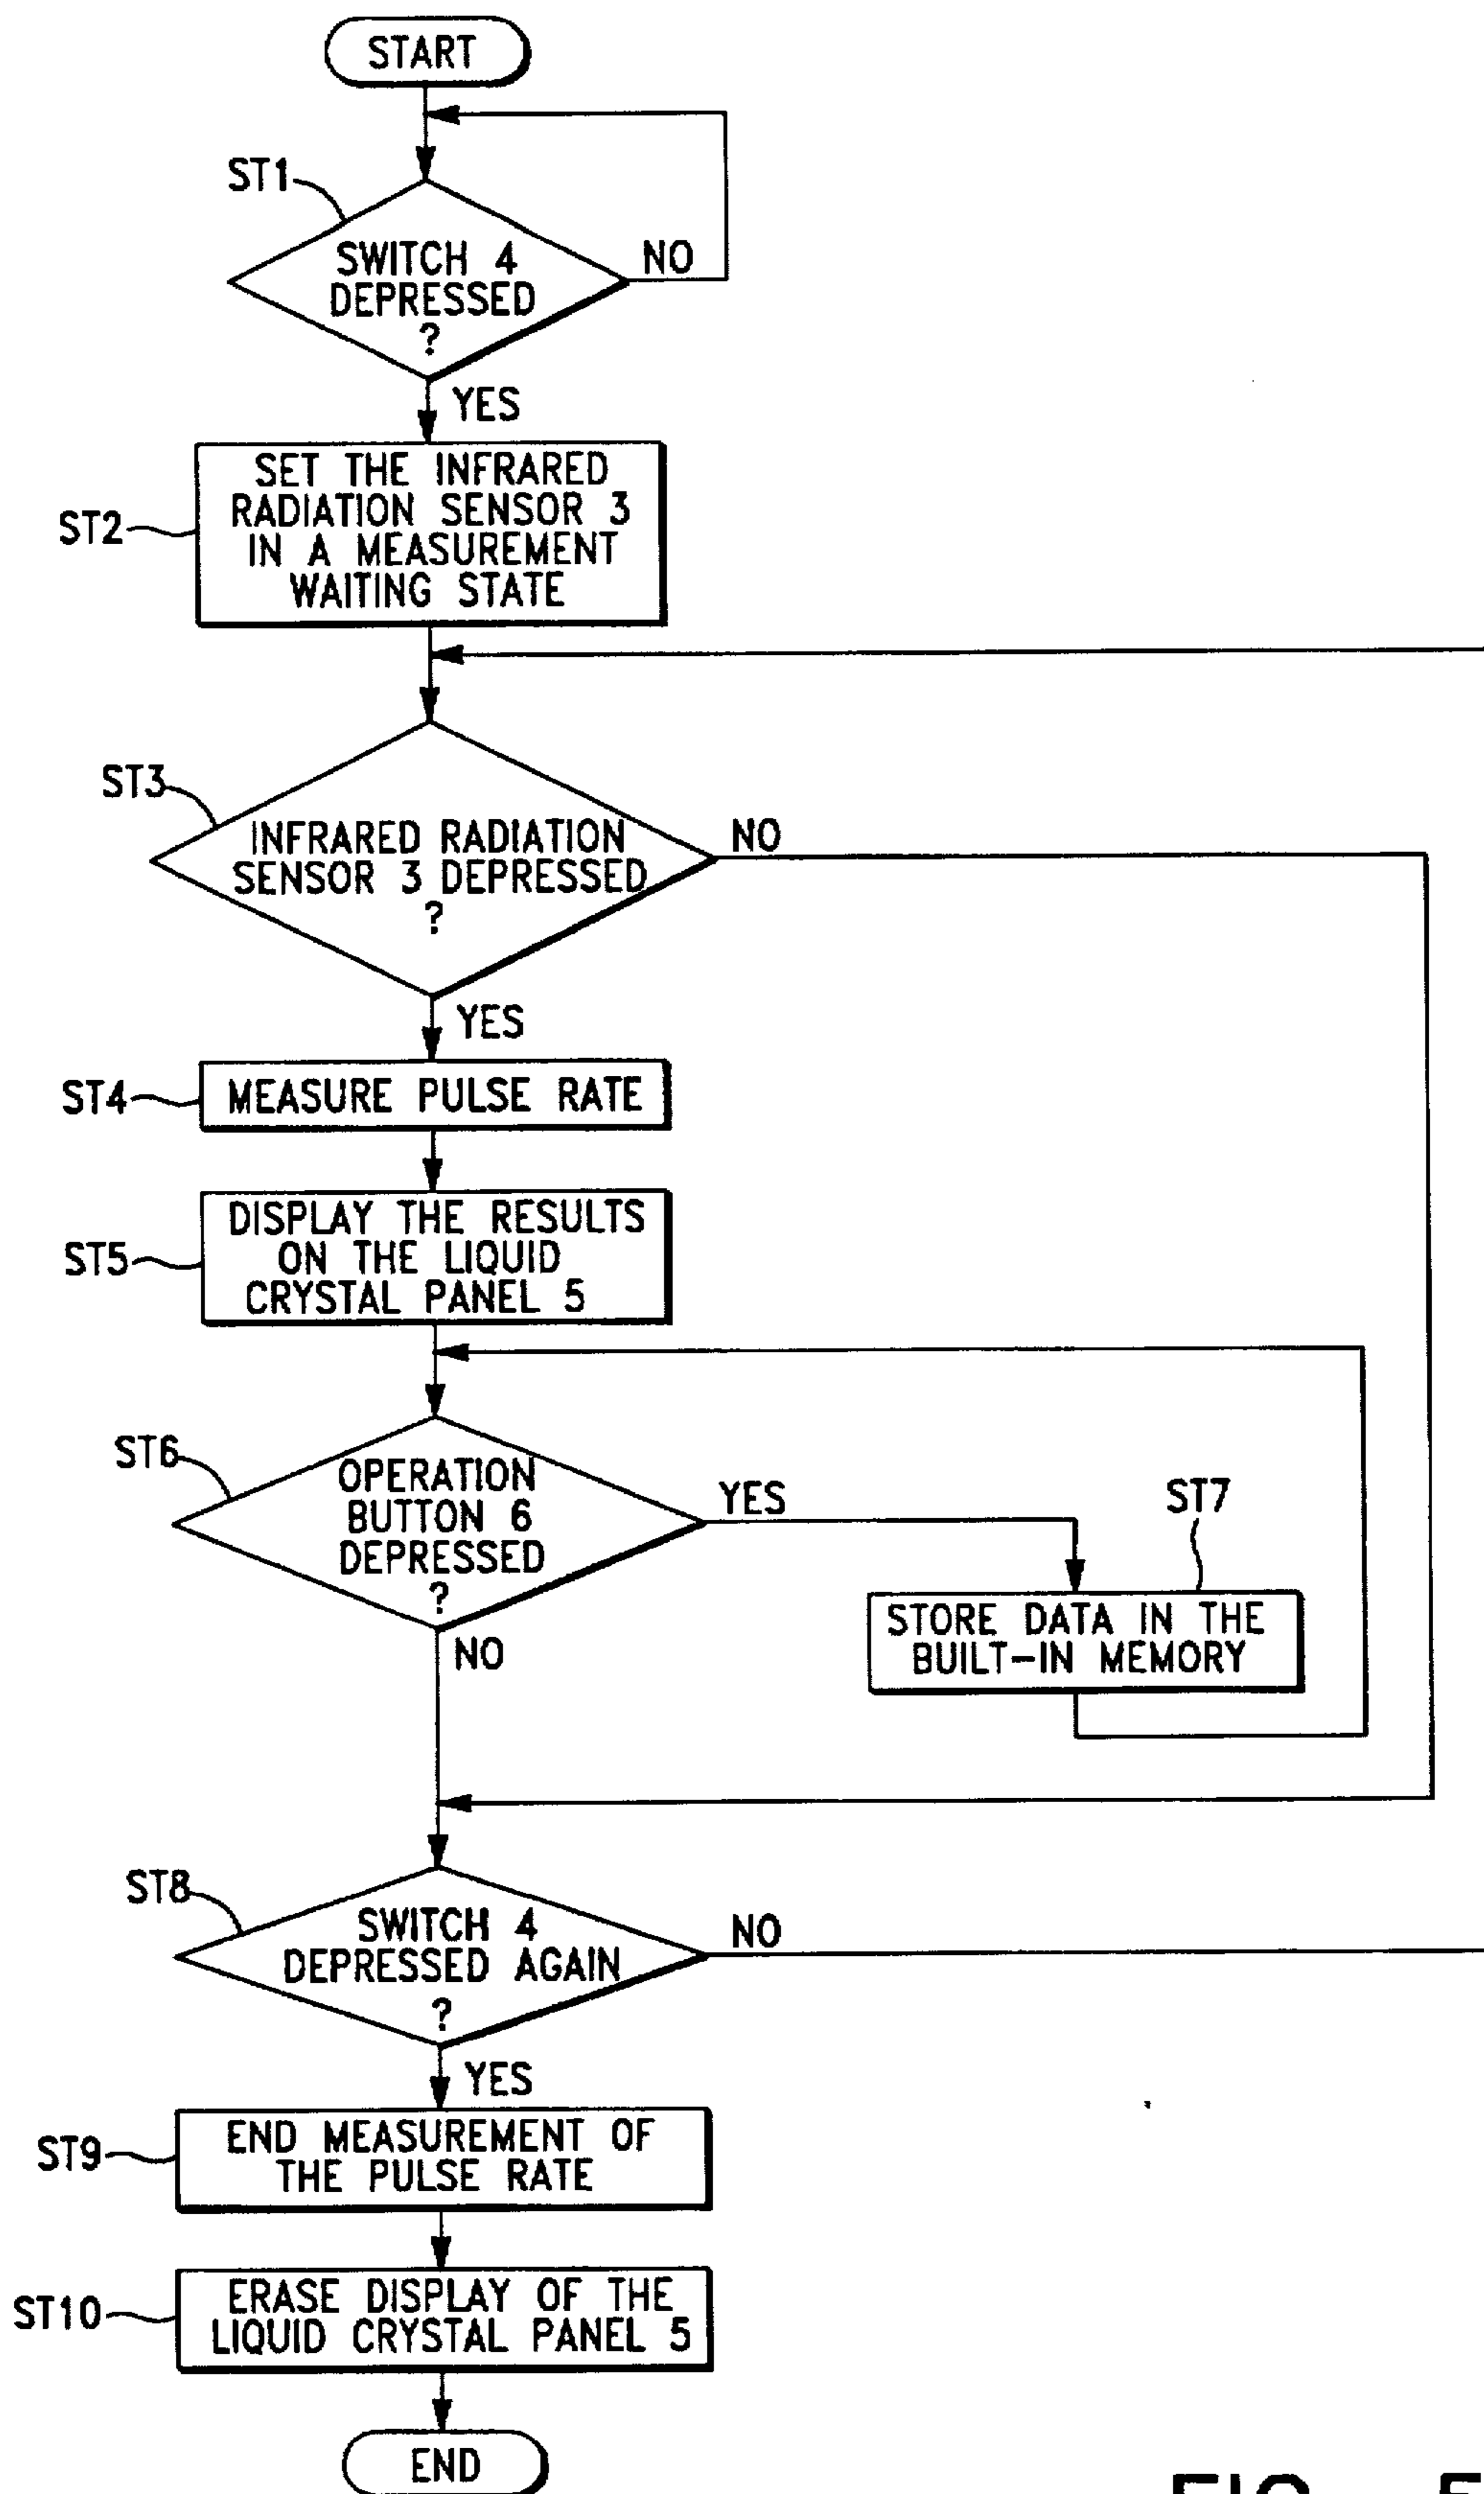 START
ST1
SWITCH 4
DEPRESSED
?
NO
YES
ST2
SET THE INFRARED
RADIATION SENSOR 3
IN A MEASUREMENT
WAITING STATE
ST3
INFRARED RADIATION
SENSOR 3 DEPRESSED
?
NO
YES
ST4
MEASURE PULSE RATE
ST5
DISPLAY THE RESULTS
ON THE LIQUID
CRYSTAL PANEL 5
ST6
OPERATION
BUTTON 6
DEPRESSED
?
YES
NO
ST7
STORE DATA IN THE
BUILT-IN MEMORY
ST8
SWITCH 4
DEPRESSED AGAIN
?
NO
YES
ST9
END MEASUREMENT OF
THE PULSE RATE
ST10
ERASE DISPLAY OF THE
LIQUID CRYSTAL PANEL 5
END